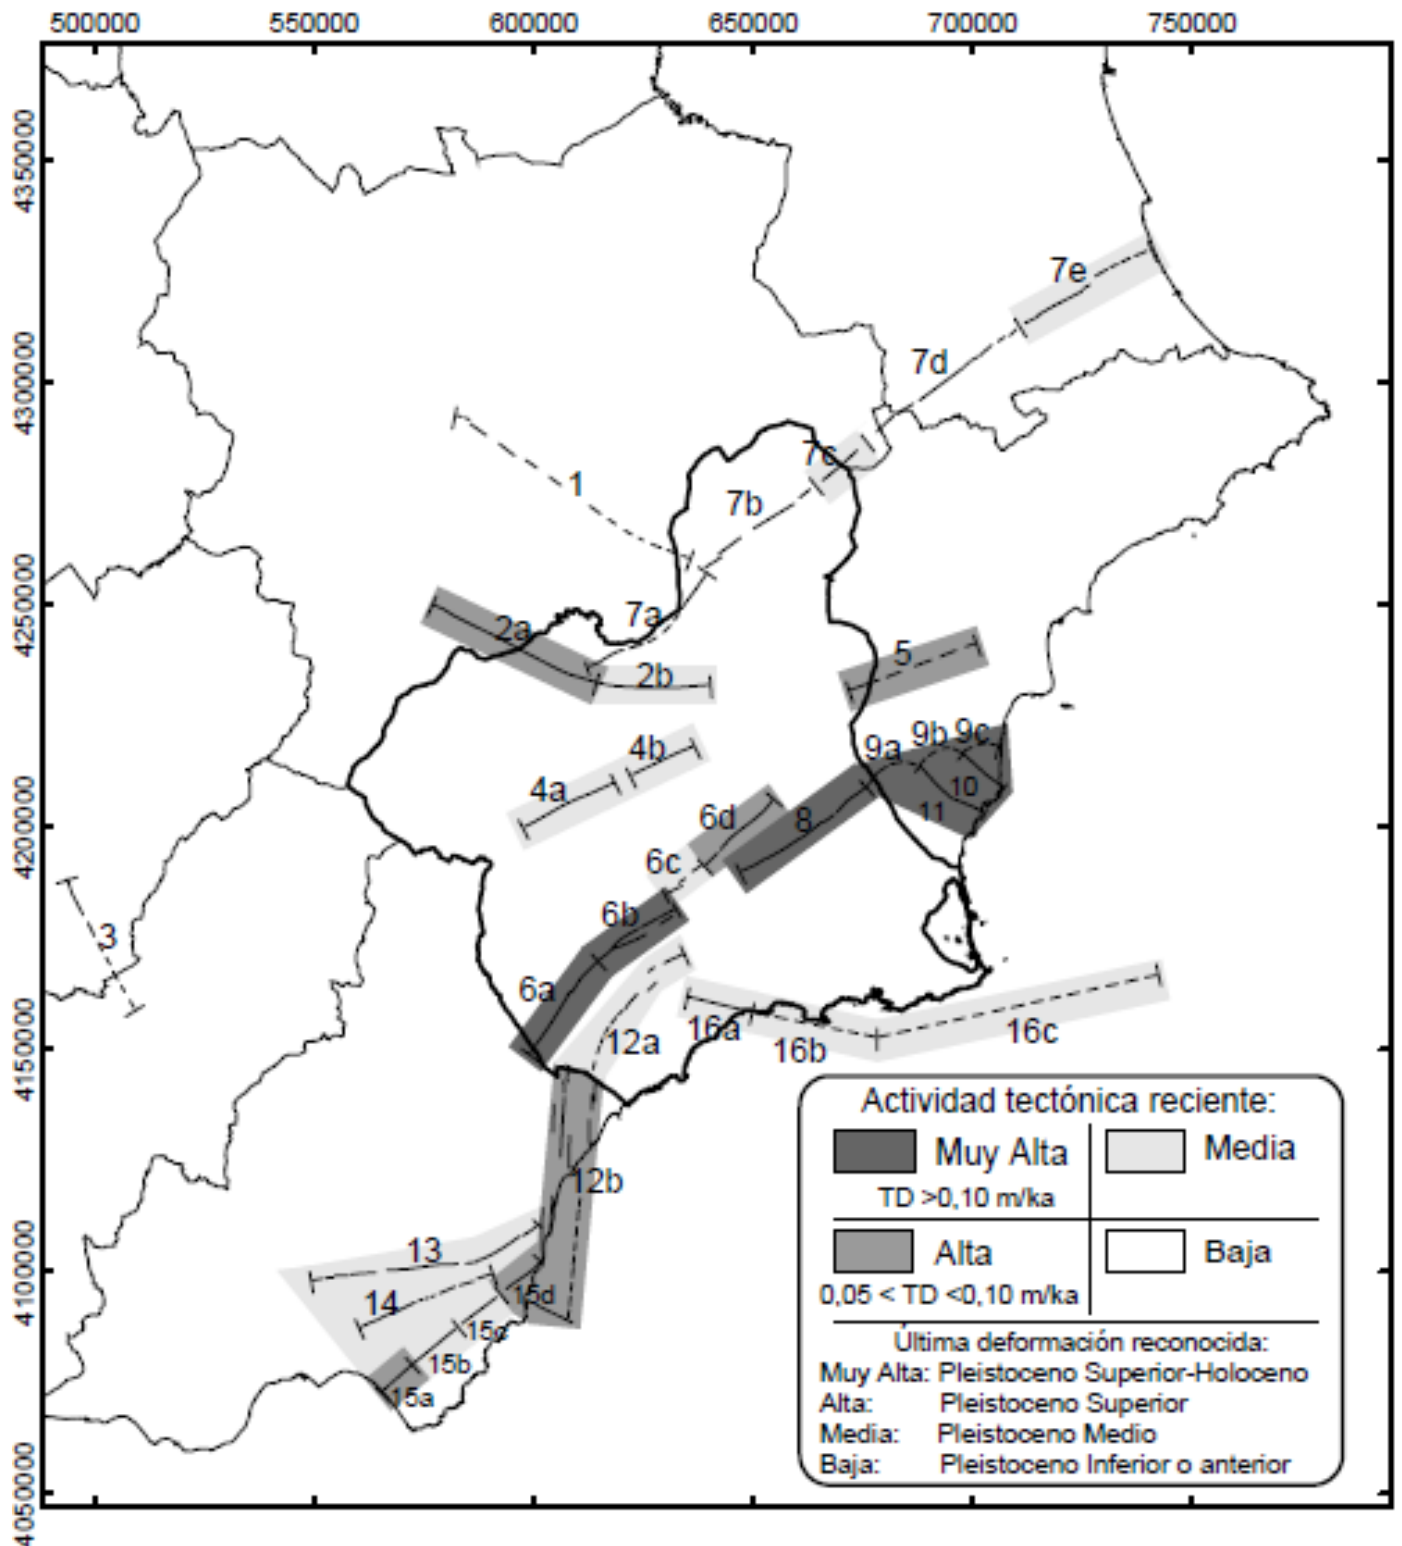 500000 550000 600000 650000 700000 750000
4350000
4300000
4250000
4200000
4150000
4100000
4050000
7e
7d
7c
1
7b
7a
2a
2b
5
4b
4a
9a 9b 9c
10
11
6d
8
6c
6b
3
6a
12a
16a
16b
16c
12b
13
14
15d
15c
15b
15a
Actividad tectónica reciente:
Muy Alta
TD >0,10 m/ka
Media
Alta
0,05 < TD <0,10 m/ka
Baja
Última deformación reconocida:
Muy Alta: Pleistoceno Superior-Holoceno
Alta: Pleistoceno Superior
Media: Pleistoceno Medio
Baja: Pleistoceno Inferior o anterior